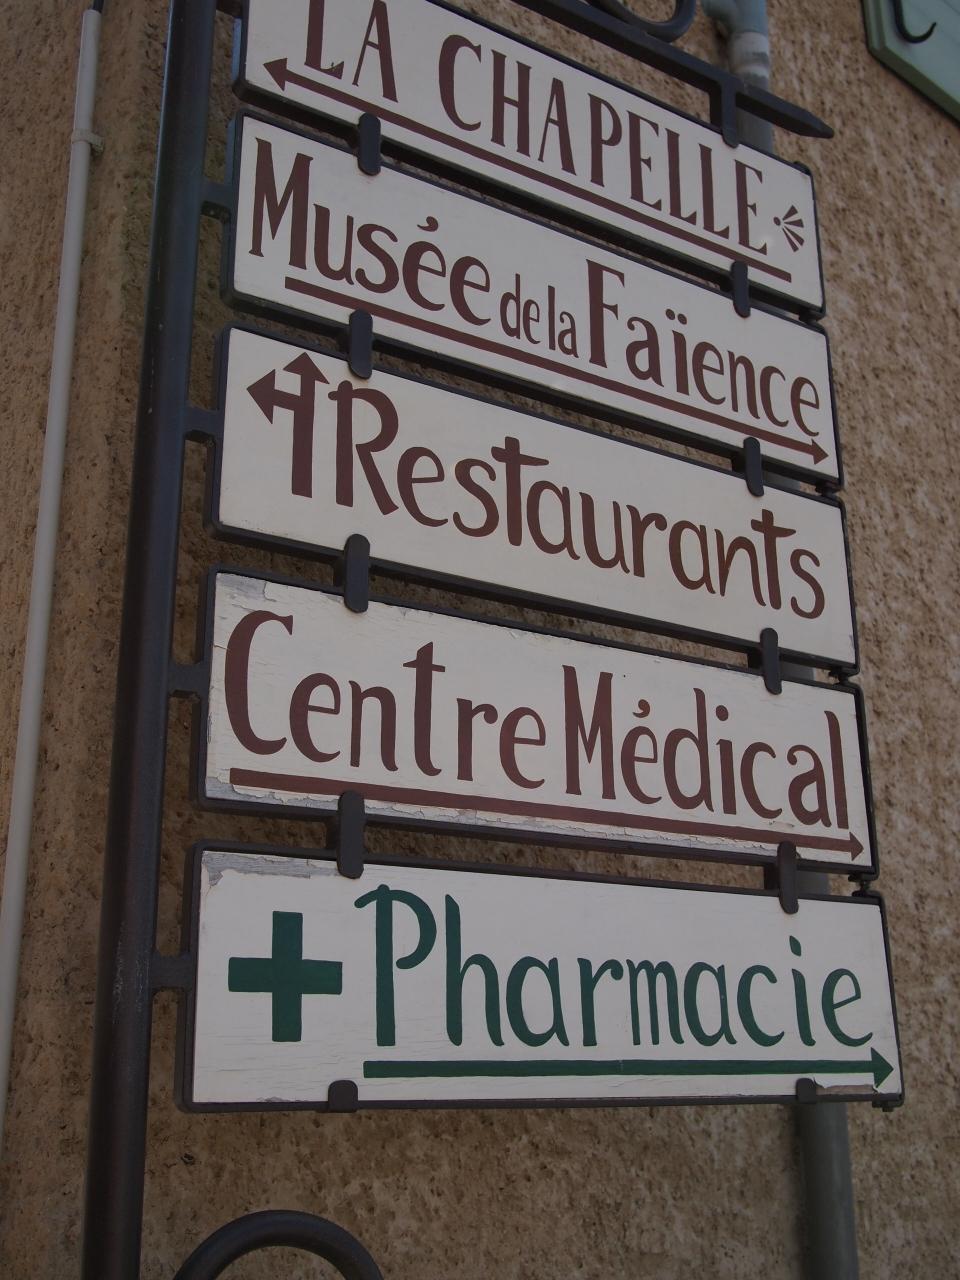 LA CHAPELLE
Musée de la Faïence
Restaurants
Centre Médical
Pharmacie